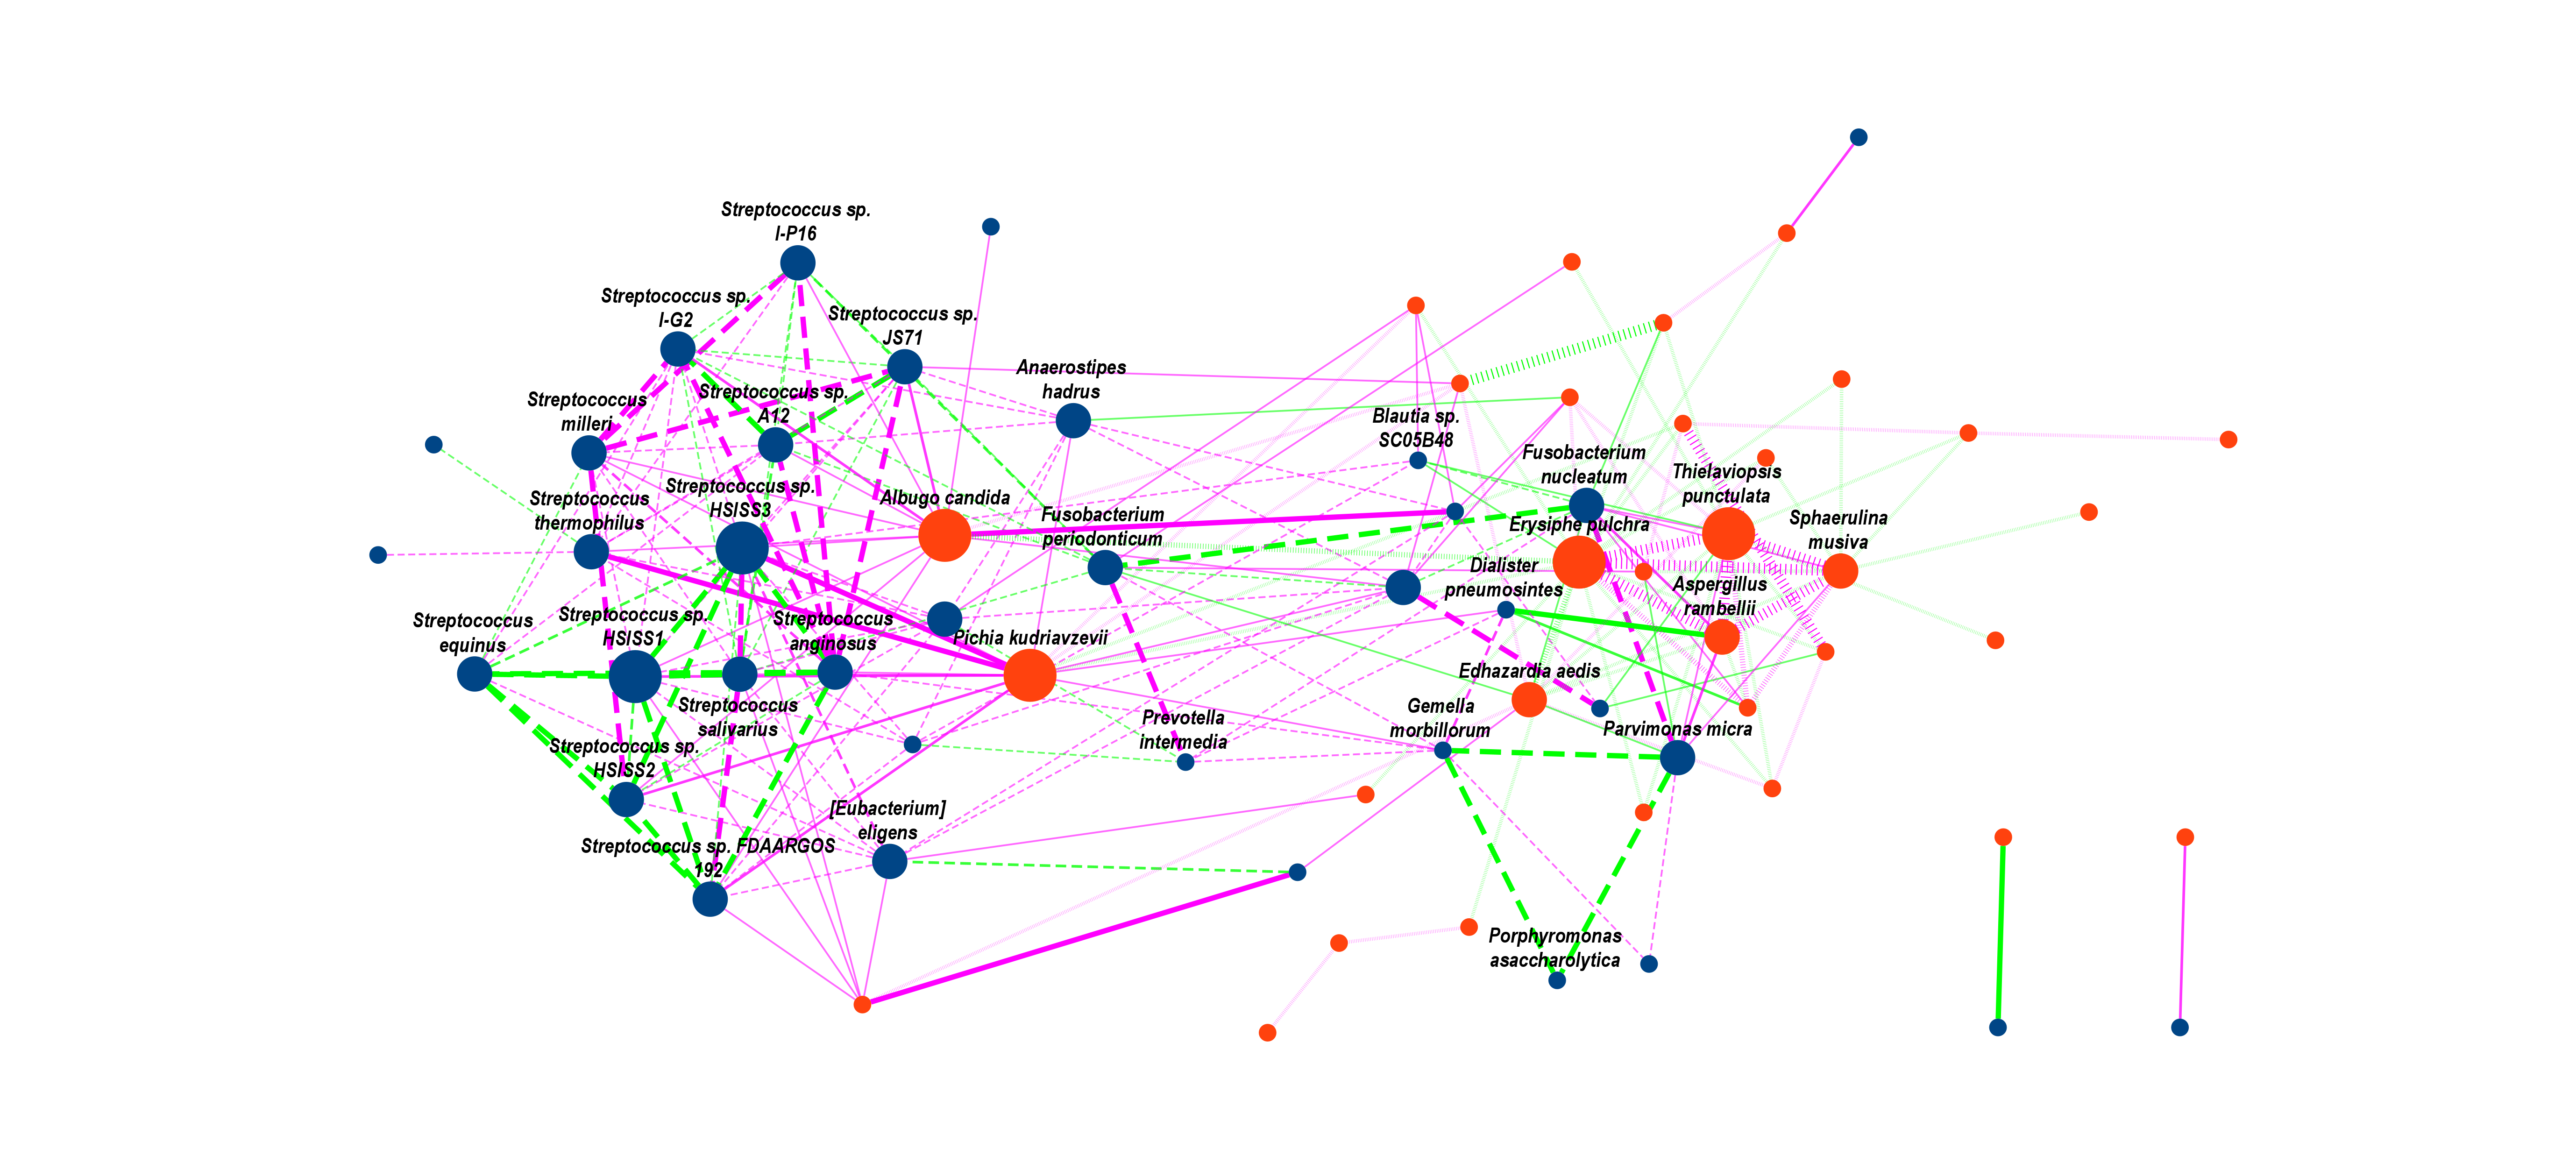 Streptococcus sp.
I-P16
Streptococcus sp.
I-G2
Streptococcus sp.
JS71
Anaerostipes
hadrus
Streptococcus sp.
A12
Streptococcus
milleri
Blautia sp.
SC05B48
Fusobacterium
nucleatum
Thielaviopsis
punctulata
Streptococcus sp.
HSISS3
Streptococcus
thermophilus
Albugo candida
Fusobacterium
periodonticum
Erysiphe pulchra
Sphaerulina
musiva
Dialister
pneumosintes
Aspergillus
rambellii
Streptococcus
equinus
Streptococcus sp.
HSISS1
Streptococcus
anginosus
Pichia kudriavzevii
Edhazardia aedis
Streptococcus
salivarius
Prevotella
intermedia
Gemella
morbillorum
Parvimonas micra
Streptococcus sp.
HSISS2
[Eubacterium]
eligens
Streptococcus sp. FDAARGOS
192
Porphyromonas
asaccharolytica